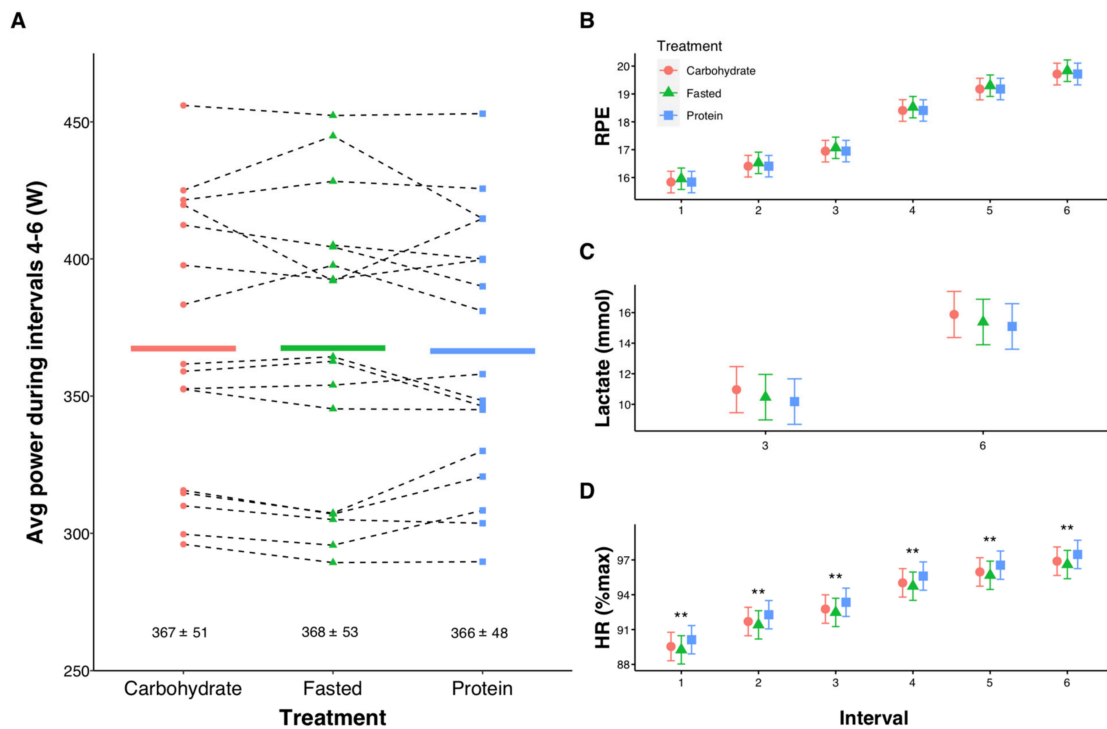 A
Avg power during intervals 4-6 (W)
450
400
350
300
250
367 ± 51
368 ± 53
366 ± 48
Carbohydrate
Fasted
Protein
Treatment
B
RPE
20
19
18
17
16
Treatment
Carbohydrate
Fasted
Protein
1 2 3 4 5 6
C
Lactate (mmol)
16
14
12
10
3 6
D
HR (%max)
97
94
91
88
** ** ** ** ** **
1 2 3 4 5 6
Interval